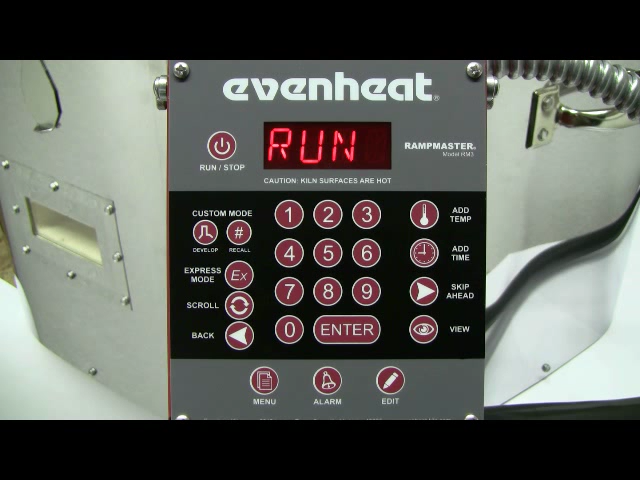 evenheat®
RUN
RAMPMASTER®
Model RM3
RUN / STOP
CAUTION: KILN SURFACES ARE HOT
CUSTOM MODE
#
DEVELOP
RECALL
EXPRESS
MODE
Ex
SCROLL
BACK
1 2 3
4 5 6
7 8 9
0 ENTER
ADD
TEMP
ADD
TIME
SKIP
AHEAD
VIEW
MENU
ALARM
EDIT